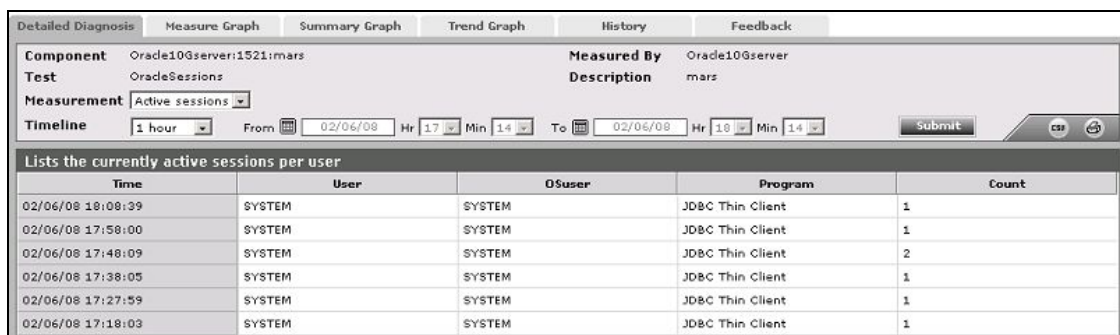 Detailed Diagnosis Measure Graph Summary Graph Trend Graph History Feedback
Component Oracle10Gserver:1521:mars Measured By Oracle10Gserver
Test OracleSessions Description mars
Measurement Active sessions
Timeline 1 hour From 02/06/08 Hr 17 Min 14 To 02/06/08 Hr 18 Min 14 Submit CSV
Lists the currently active sessions per user
Time User OSuser Program Count
02/06/08 18:08:39 SYSTEM SYSTEM JDBC Thin Client 1
02/06/08 17:58:00 SYSTEM SYSTEM JDBC Thin Client 1
02/06/08 17:48:09 SYSTEM SYSTEM JDBC Thin Client 2
02/06/08 17:38:05 SYSTEM SYSTEM JDBC Thin Client 1
02/06/08 17:27:59 SYSTEM SYSTEM JDBC Thin Client 1
02/06/08 17:18:03 SYSTEM SYSTEM JDBC Thin Client 1